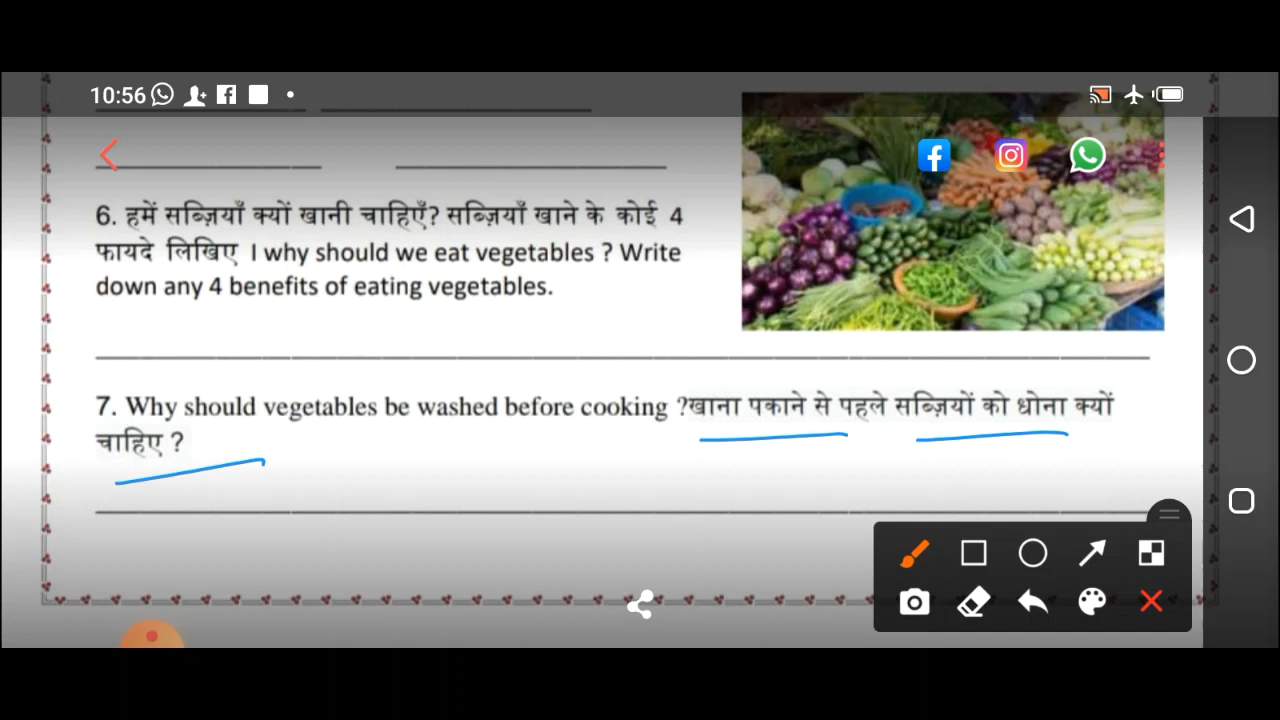 10:56
6. हमें सब्ज़ियाँ क्यों खानी चाहिएँ? सब्ज़ियाँ खाने के कोई 4
फायदे लिखिए I why should we eat vegetables ? Write
down any 4 benefits of eating vegetables.
7. Why should vegetables be washed before cooking ?खाना पकाने से पहले सब्ज़ियों को धोना क्यों
चाहिए ?